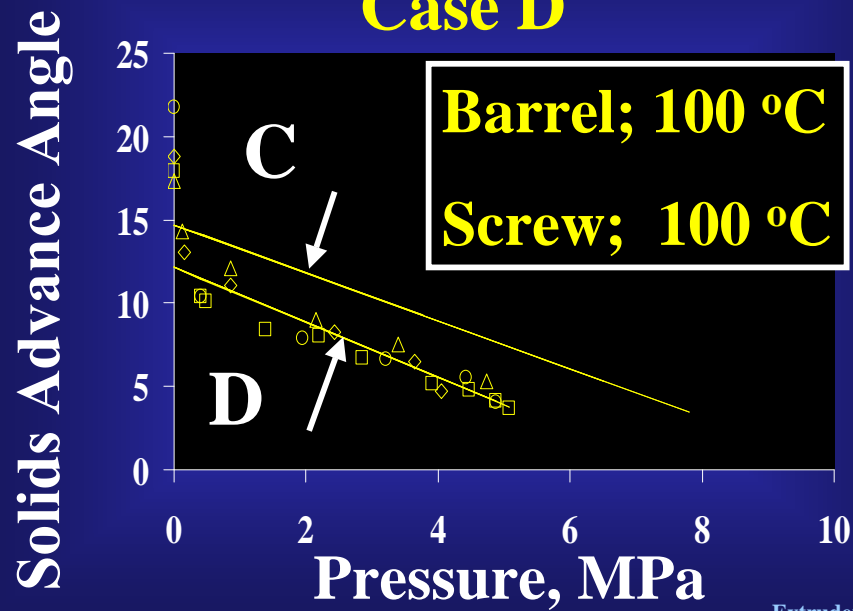 Case D
Solids Advance Angle
25
20
15
10
5
0
C
D
Barrel; 100 °C
Screw; 100 °C
0 2 4 6 8 10
Pressure, MPa